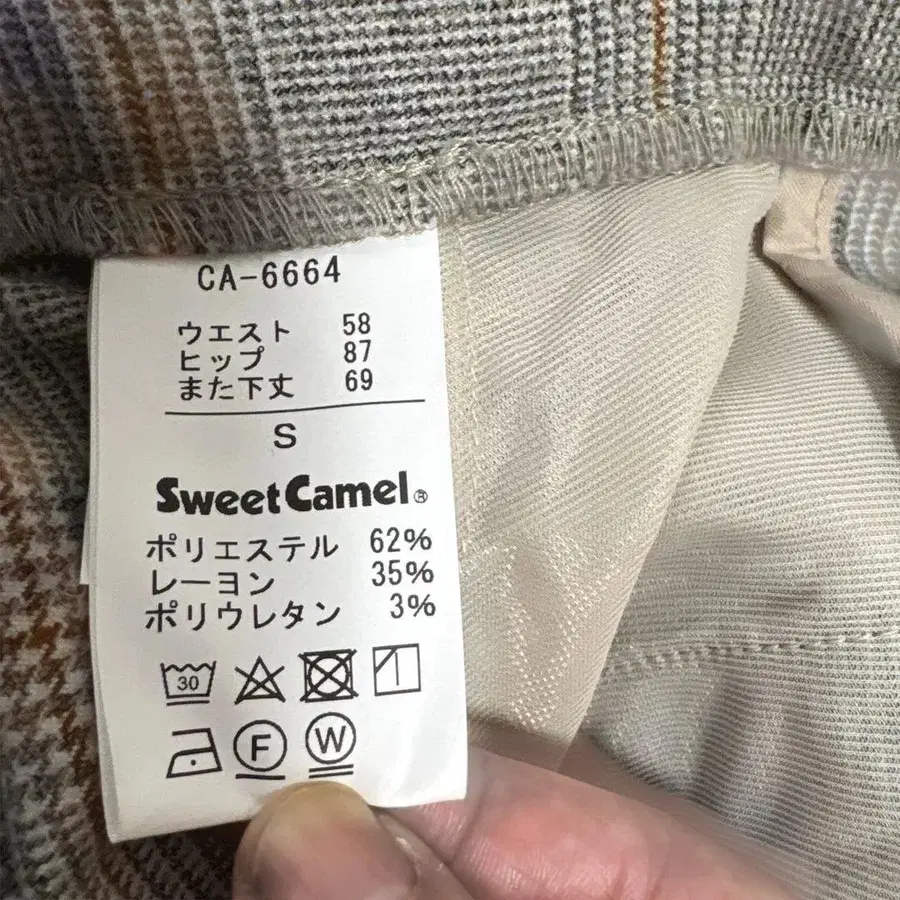 CA-6664
ウエスト 58
ヒップ 87
また下丈 69
S
SweetCamel®
ポリエステル 62%
レーヨン 35%
ポリウレタン 3%
30
F W